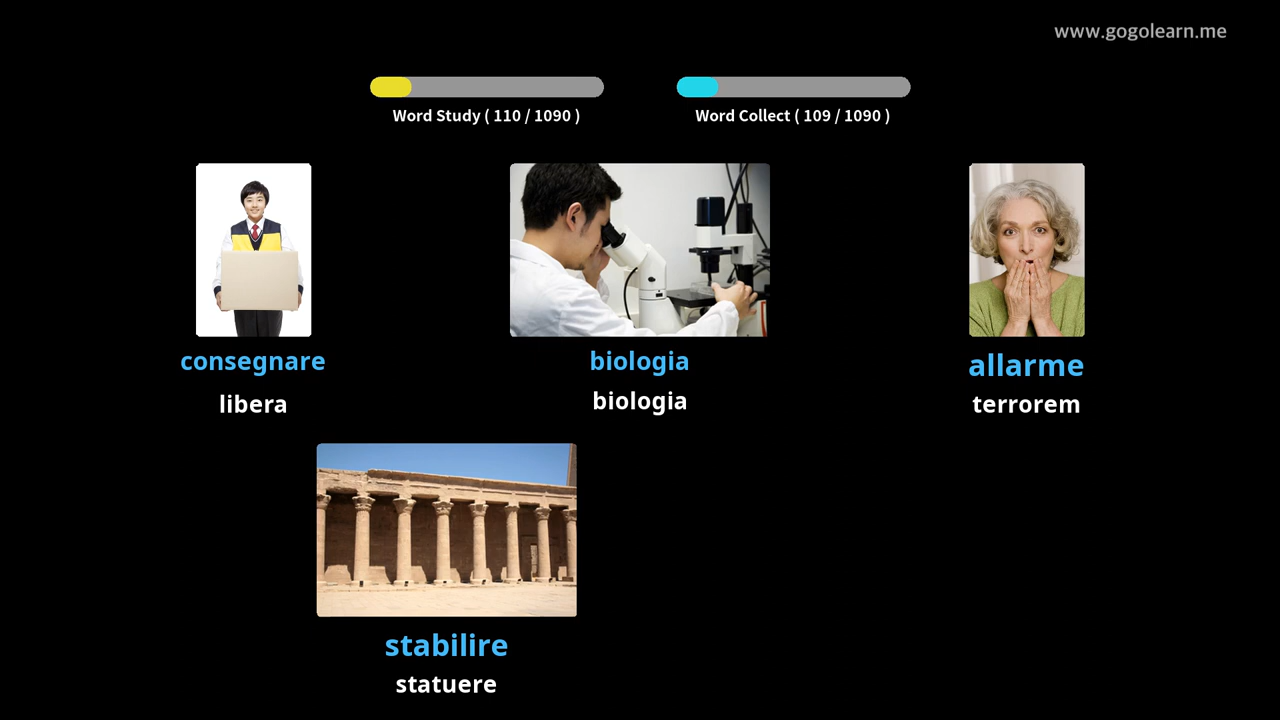 www.gogolearn.me
Word Study ( 110 / 1090 )
Word Collect ( 109 / 1090 )
consegnare
libera
biologia
biologia
allarme
terrorem
stabilire
statuere